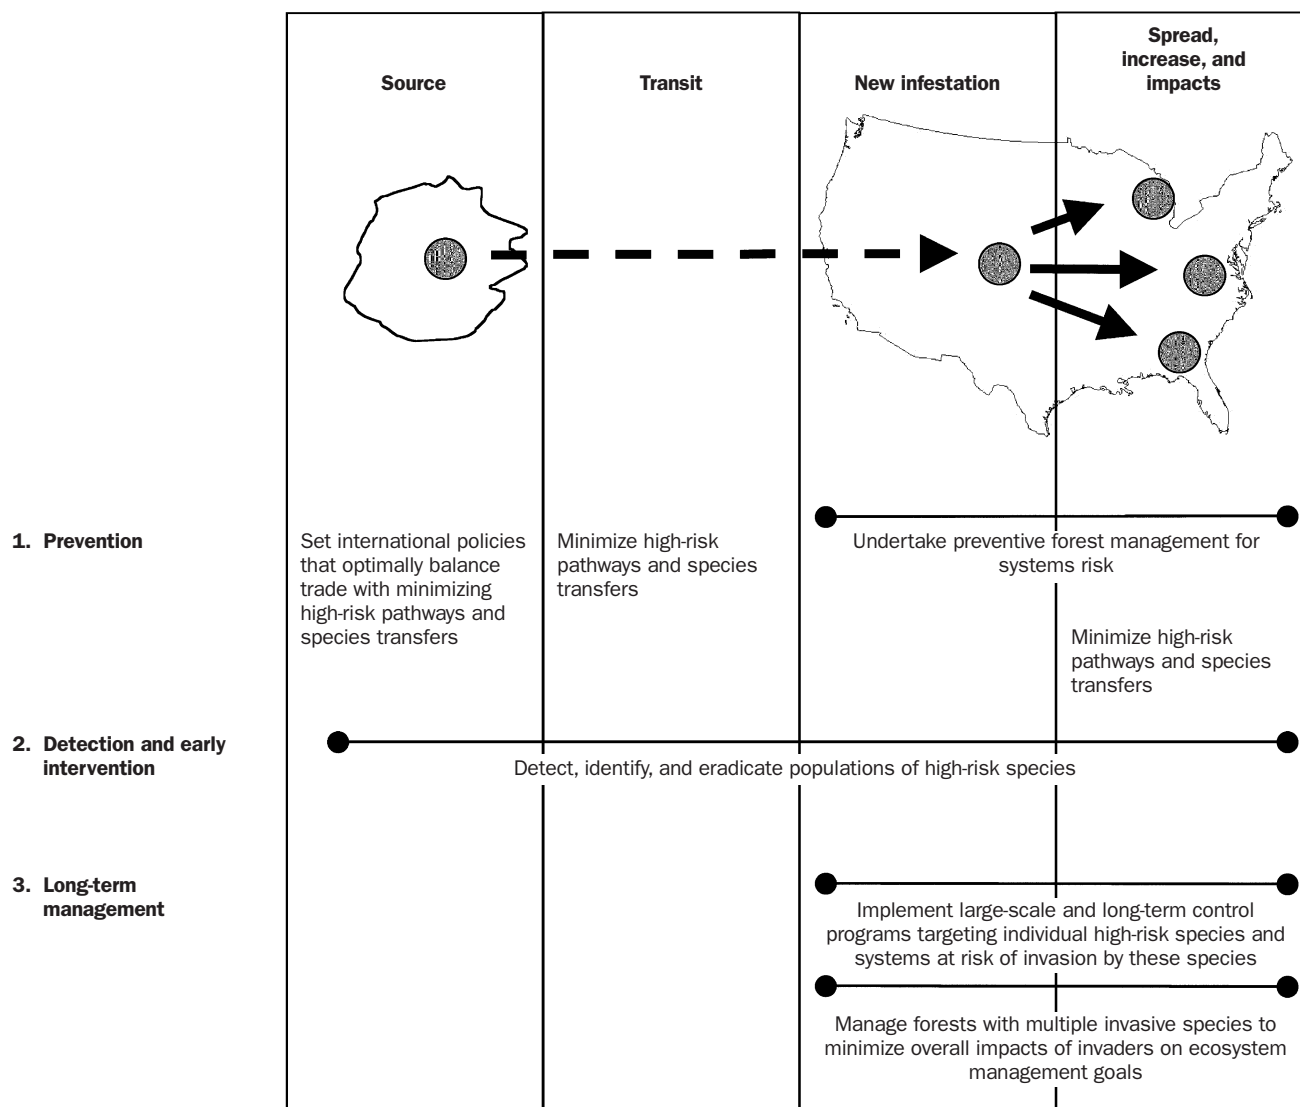 Source
Transit
New infestation
Spread,
increase, and
impacts
1. Prevention
Set international policies
that optimally balance
trade with minimizing
high-risk pathways and
species transfers
Minimize high-risk
pathways and species
transfers
Undertake preventive forest management for
systems risk
Minimize high-risk
pathways and species
transfers
2. Detection and early
intervention
Detect, identify, and eradicate populations of high-risk species
3. Long-term
management
Implement large-scale and long-term control
programs targeting individual high-risk species and
systems at risk of invasion by these species
Manage forests with multiple invasive species to
minimize overall impacts of invaders on ecosystem
management goals